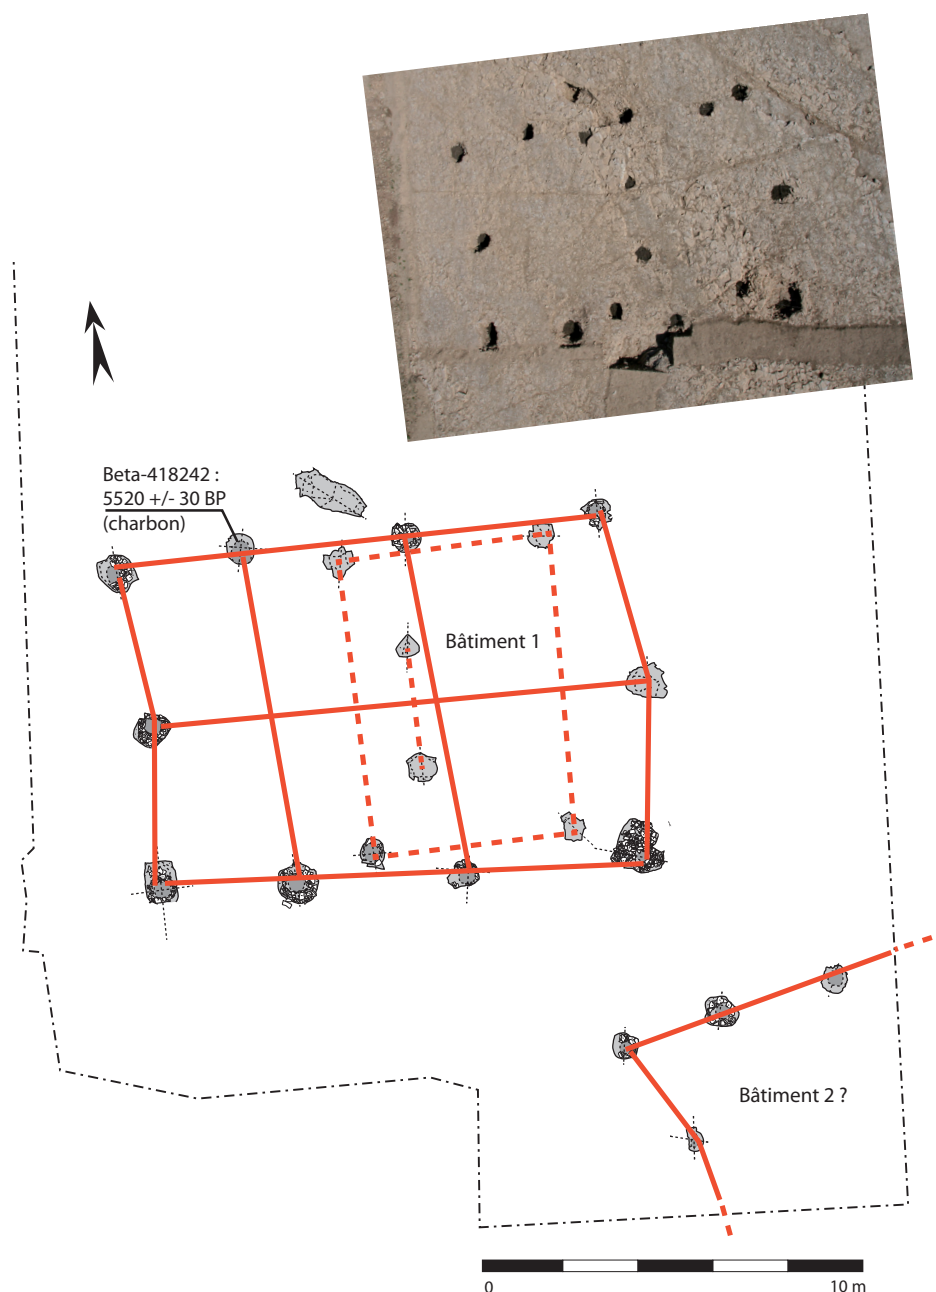 Beta-418242 :
5520 +/- 30 BP
(charbon)
Bâtiment 1
Bâtiment 2 ?
0
10 m